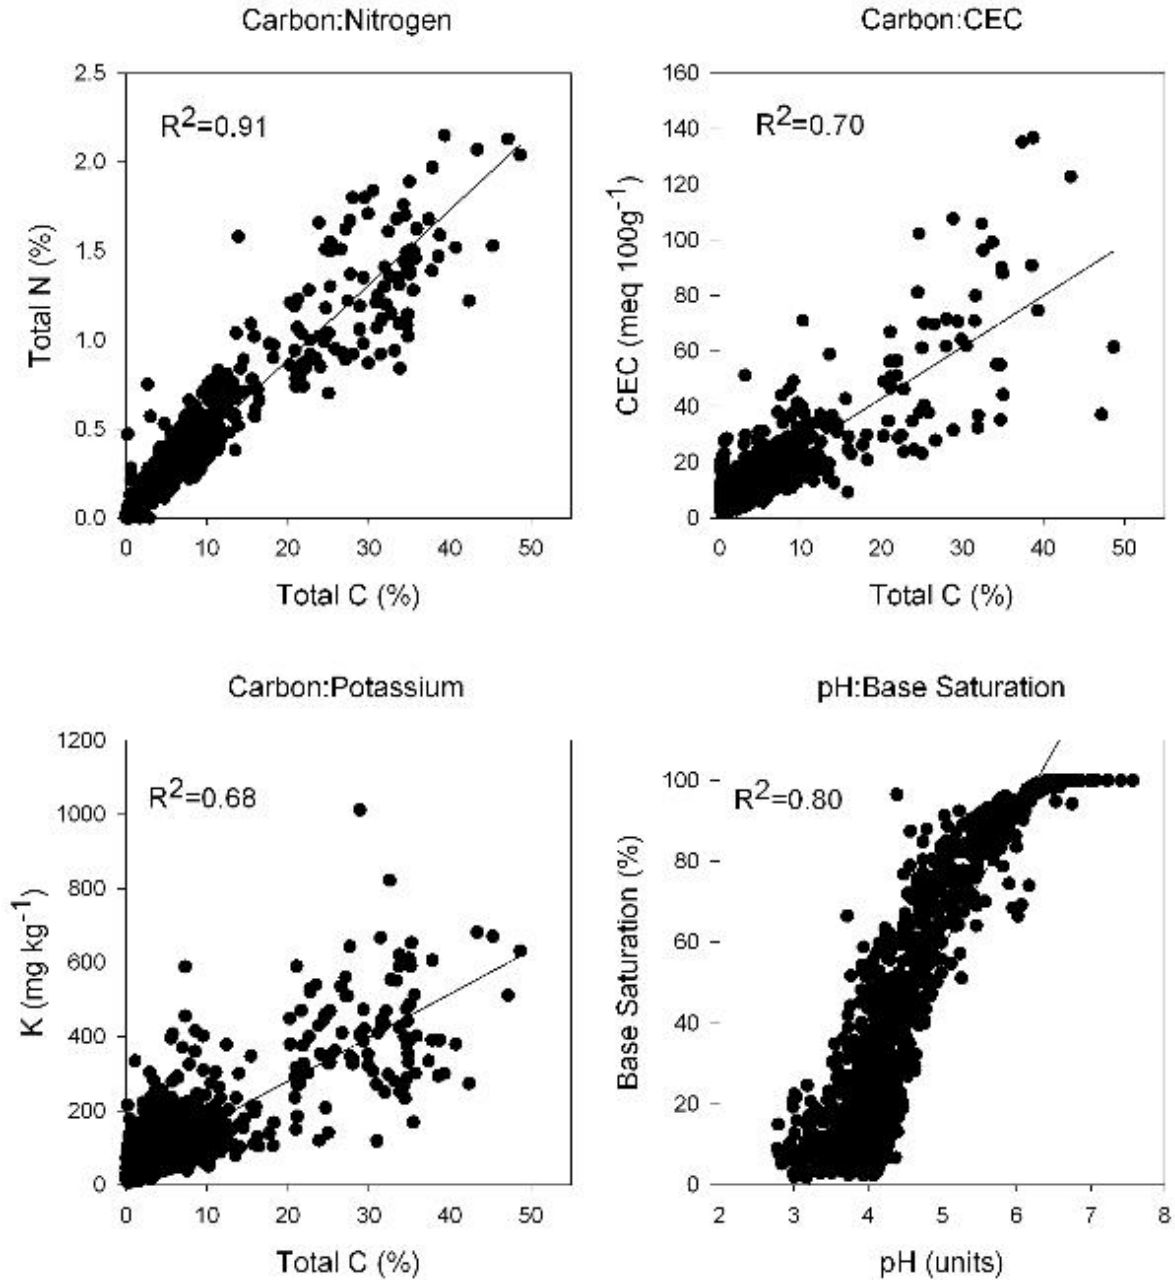 Carbon:Nitrogen
R²=0.91
Total N (%)
2.5
2.0
1.5
1.0
0.5
0.0
0 10 20 30 40 50
Total C (%)
Carbon:CEC
R²=0.70
CEC (meq 100g⁻¹)
160
140
120
100
80
60
40
20
0
0 10 20 30 40 50
Total C (%)
Carbon:Potassium
R²=0.68
K (mg kg⁻¹)
1200
1000
800
600
400
200
0
0 10 20 30 40 50
Total C (%)
pH:Base Saturation
R²=0.80
Base Saturation (%)
100
80
60
40
20
0
2 3 4 5 6 7 8
pH (units)